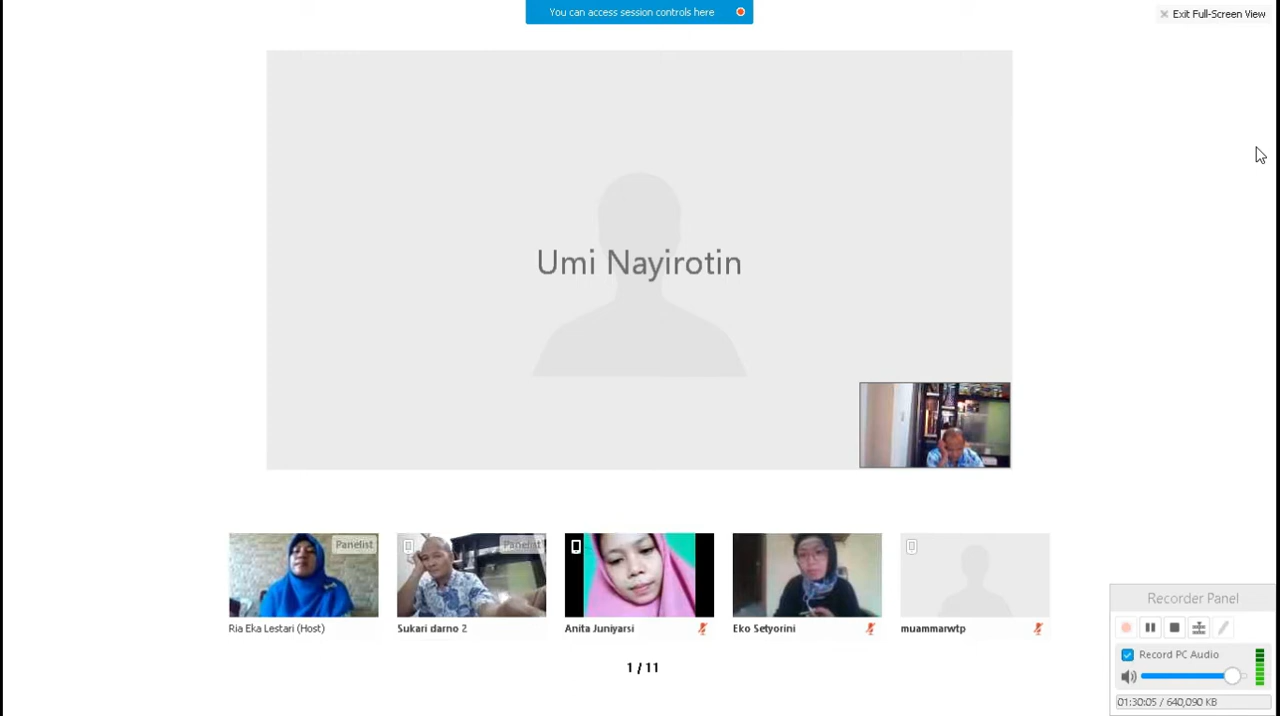 You can access session controls here
Exit Full-Screen View
Umi Nayirotin
Panelist
Panelist
Ria Eka Lestari (Host)
Sukari darno 2
Anita Juniyarsi
Eko Setyorini
muammarwtp
1 / 11
Recorder Panel
Record PC Audio
01:30:05 / 640,090 KB